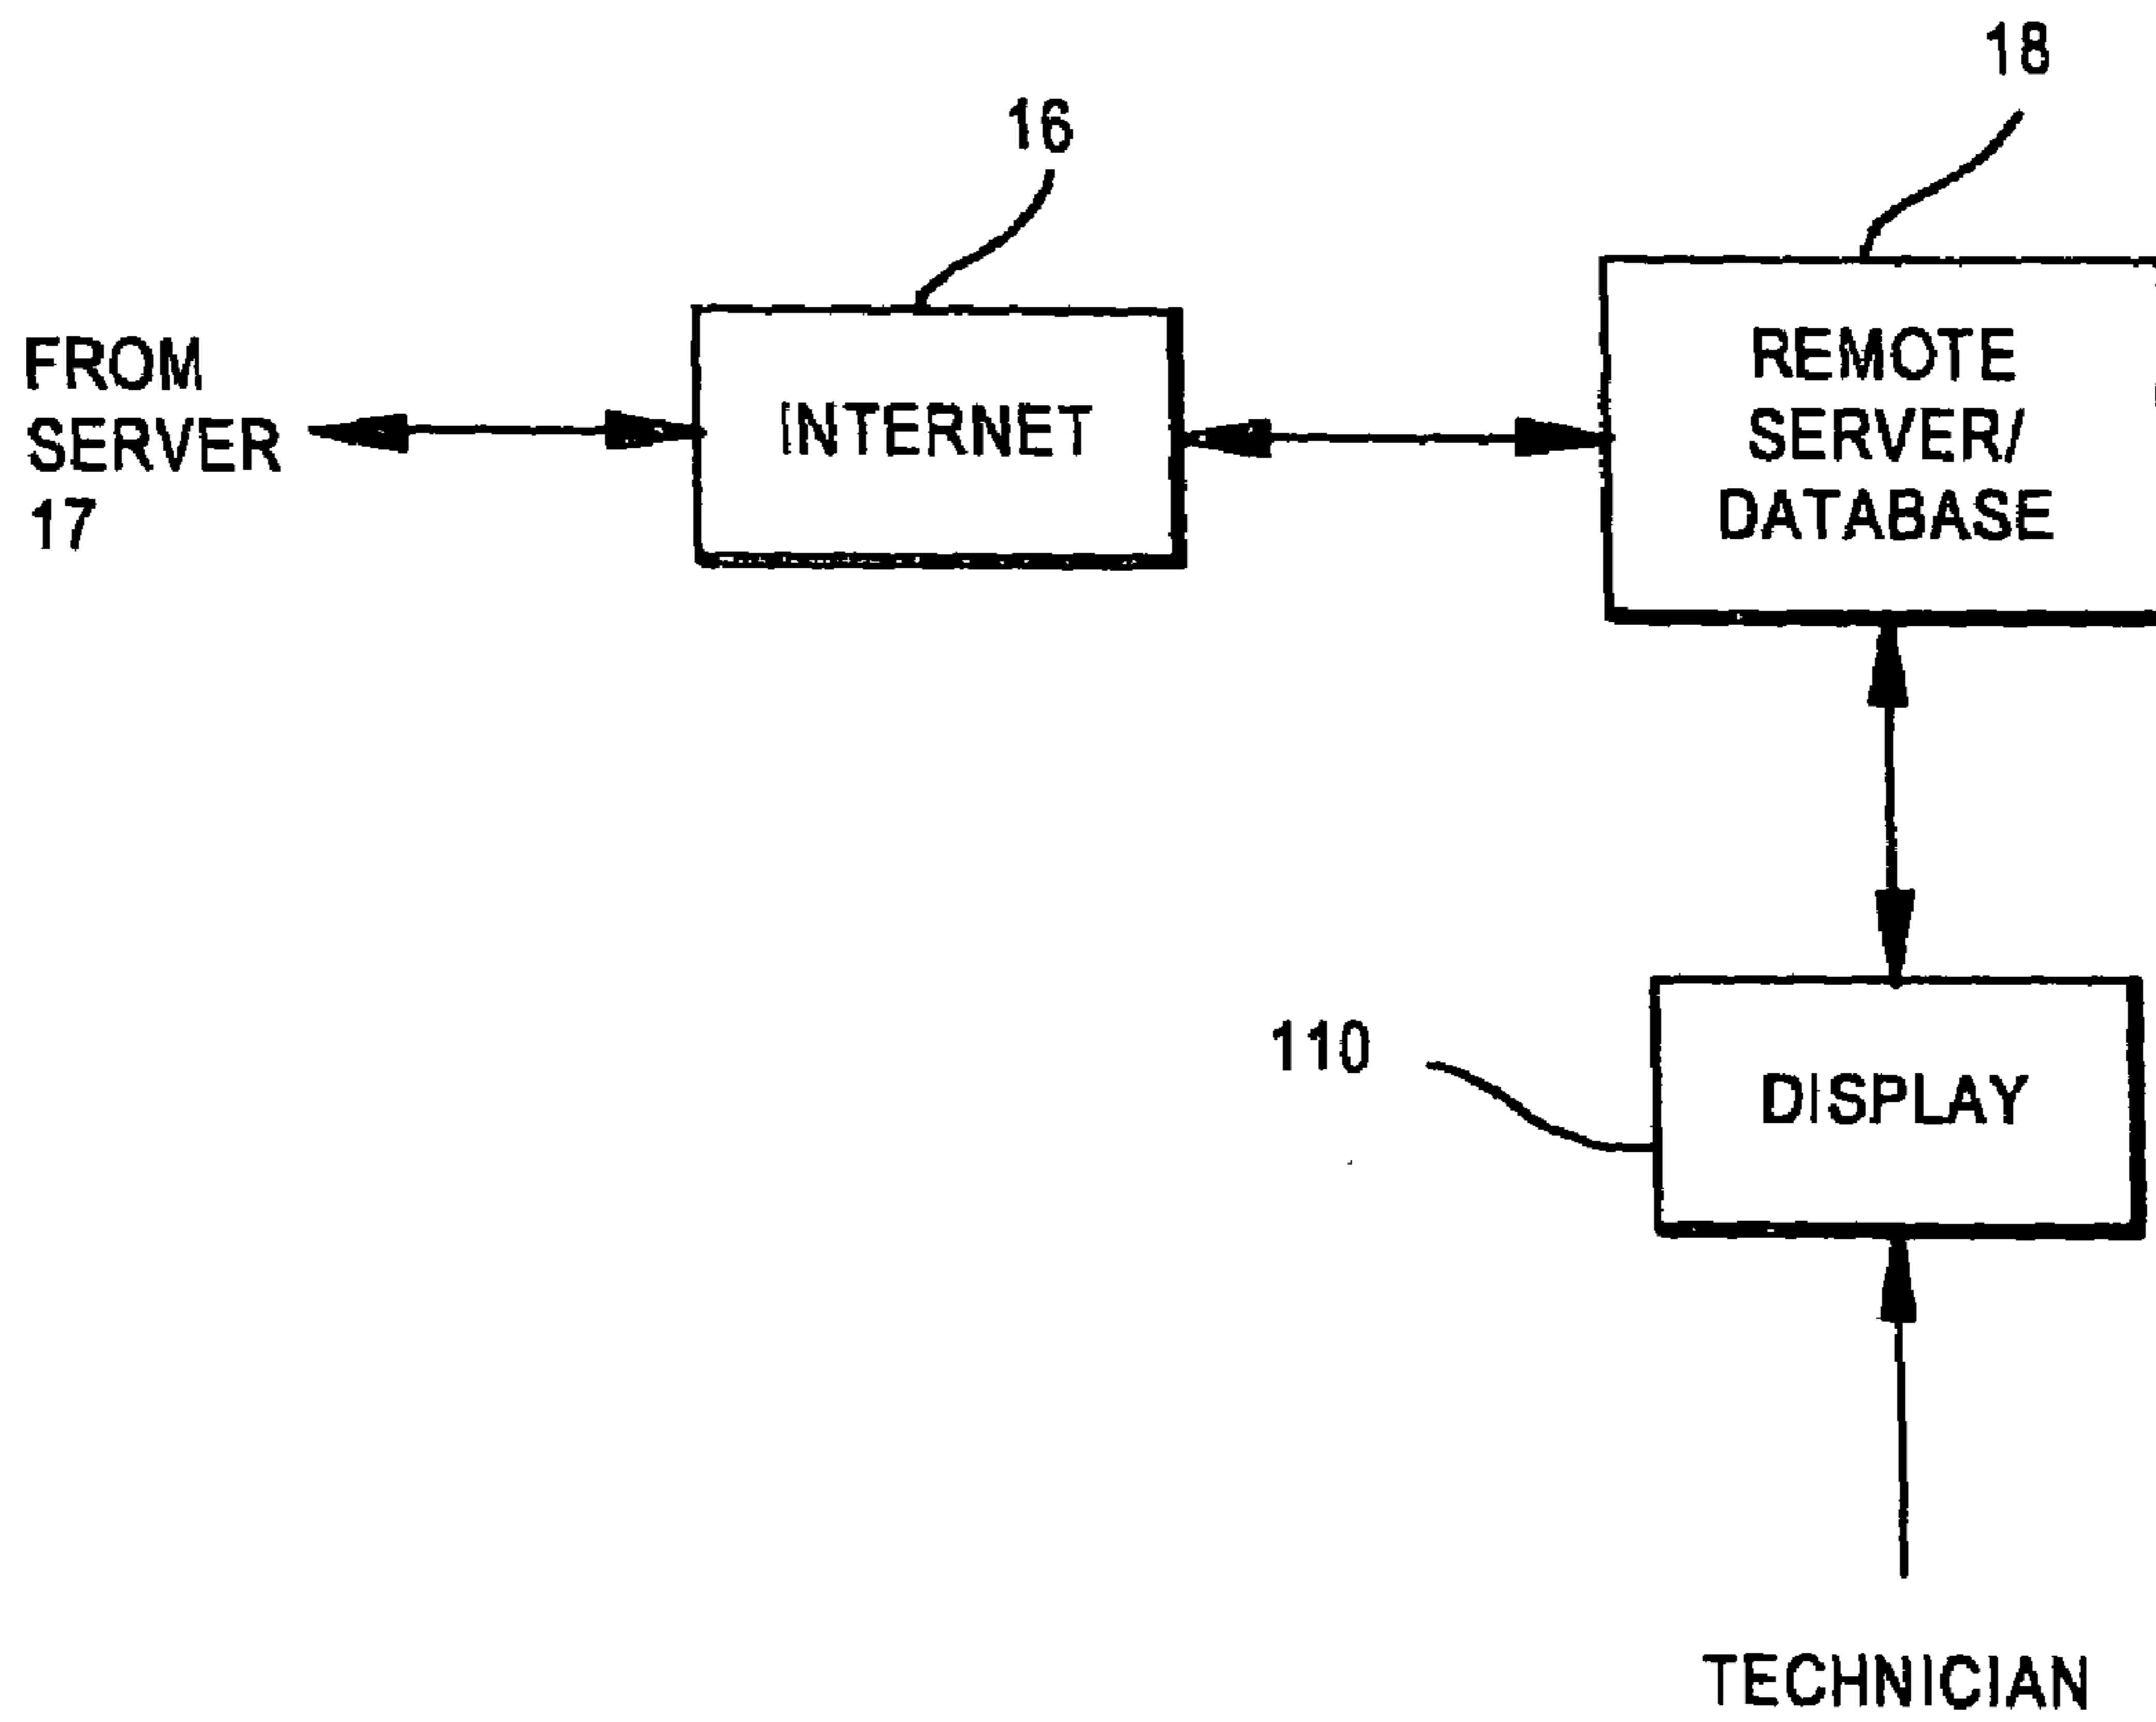 18
16
FROM
SERVER
17
INTERNET
REMOTE
SERVER/
DATABASE
110
DISPLAY
TECHNICIAN